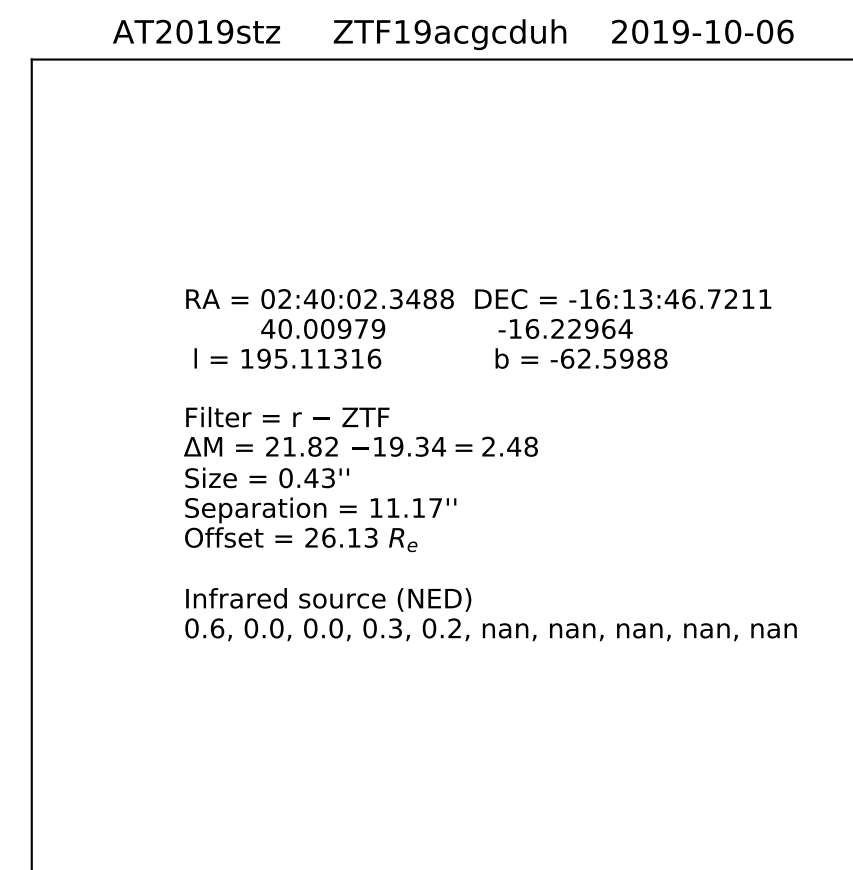 AT2019stz ZTF19acgcduh 2019-10-06
RA = 02:40:02.3488 DEC = -16:13:46.7211
40.00979 -16.22964
l = 195.11316 b = -62.5988
Filter = r − ZTF
ΔM = 21.82 −19.34 = 2.48
Size = 0.43''
Separation = 11.17''
Offset = 26.13 Re
Infrared source (NED)
0.6, 0.0, 0.0, 0.3, 0.2, nan, nan, nan, nan, nan